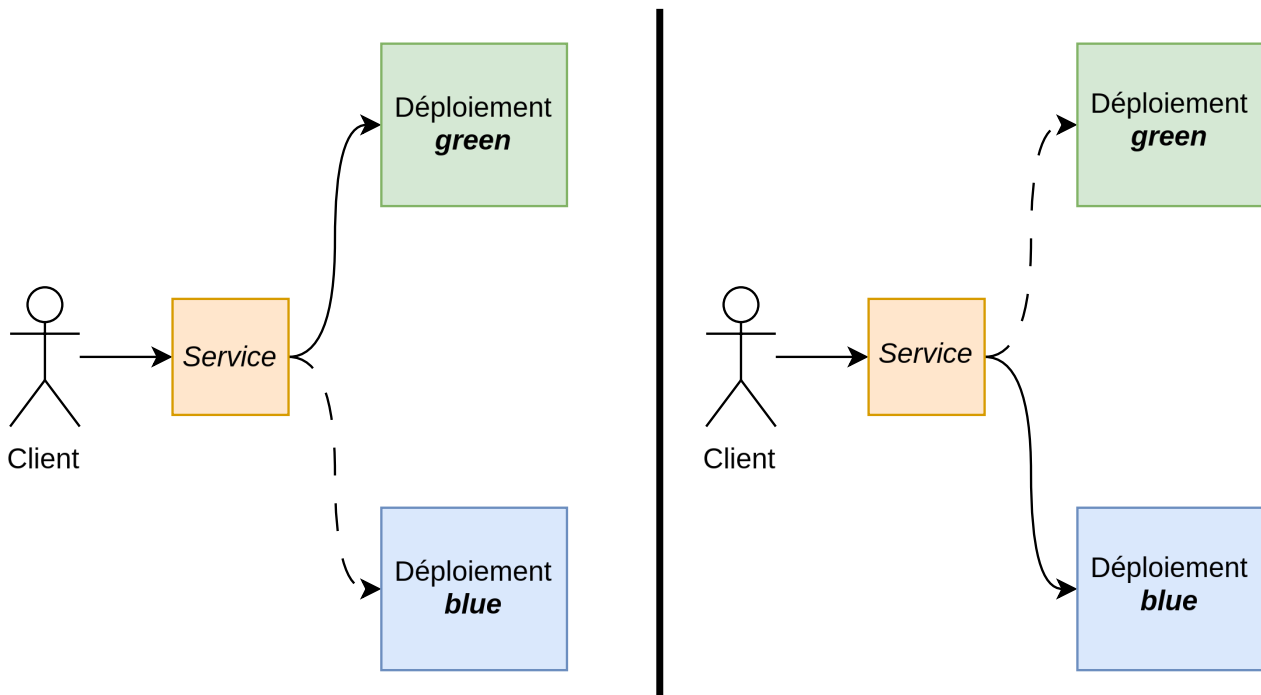 Déploiement
green
Service
Client
Déploiement
blue
Déploiement
green
Service
Client
Déploiement
blue